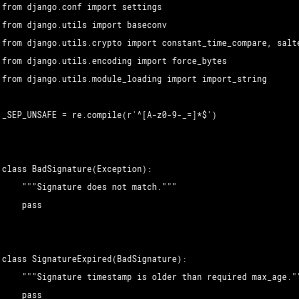 from django.conf import settings
from django.utils import baseconv
from django.utils.crypto import constant_time_compare, salte
from django.utils.encoding import force_bytes
from django.utils.module_loading import import_string
_SEP_UNSAFE = re.compile(r'^[A-z0-9-_=]*$')
class BadSignature(Exception):
    """Signature does not match."""
    pass
class SignatureExpired(BadSignature):
    """Signature timestamp is older than required max_age.""
    pass